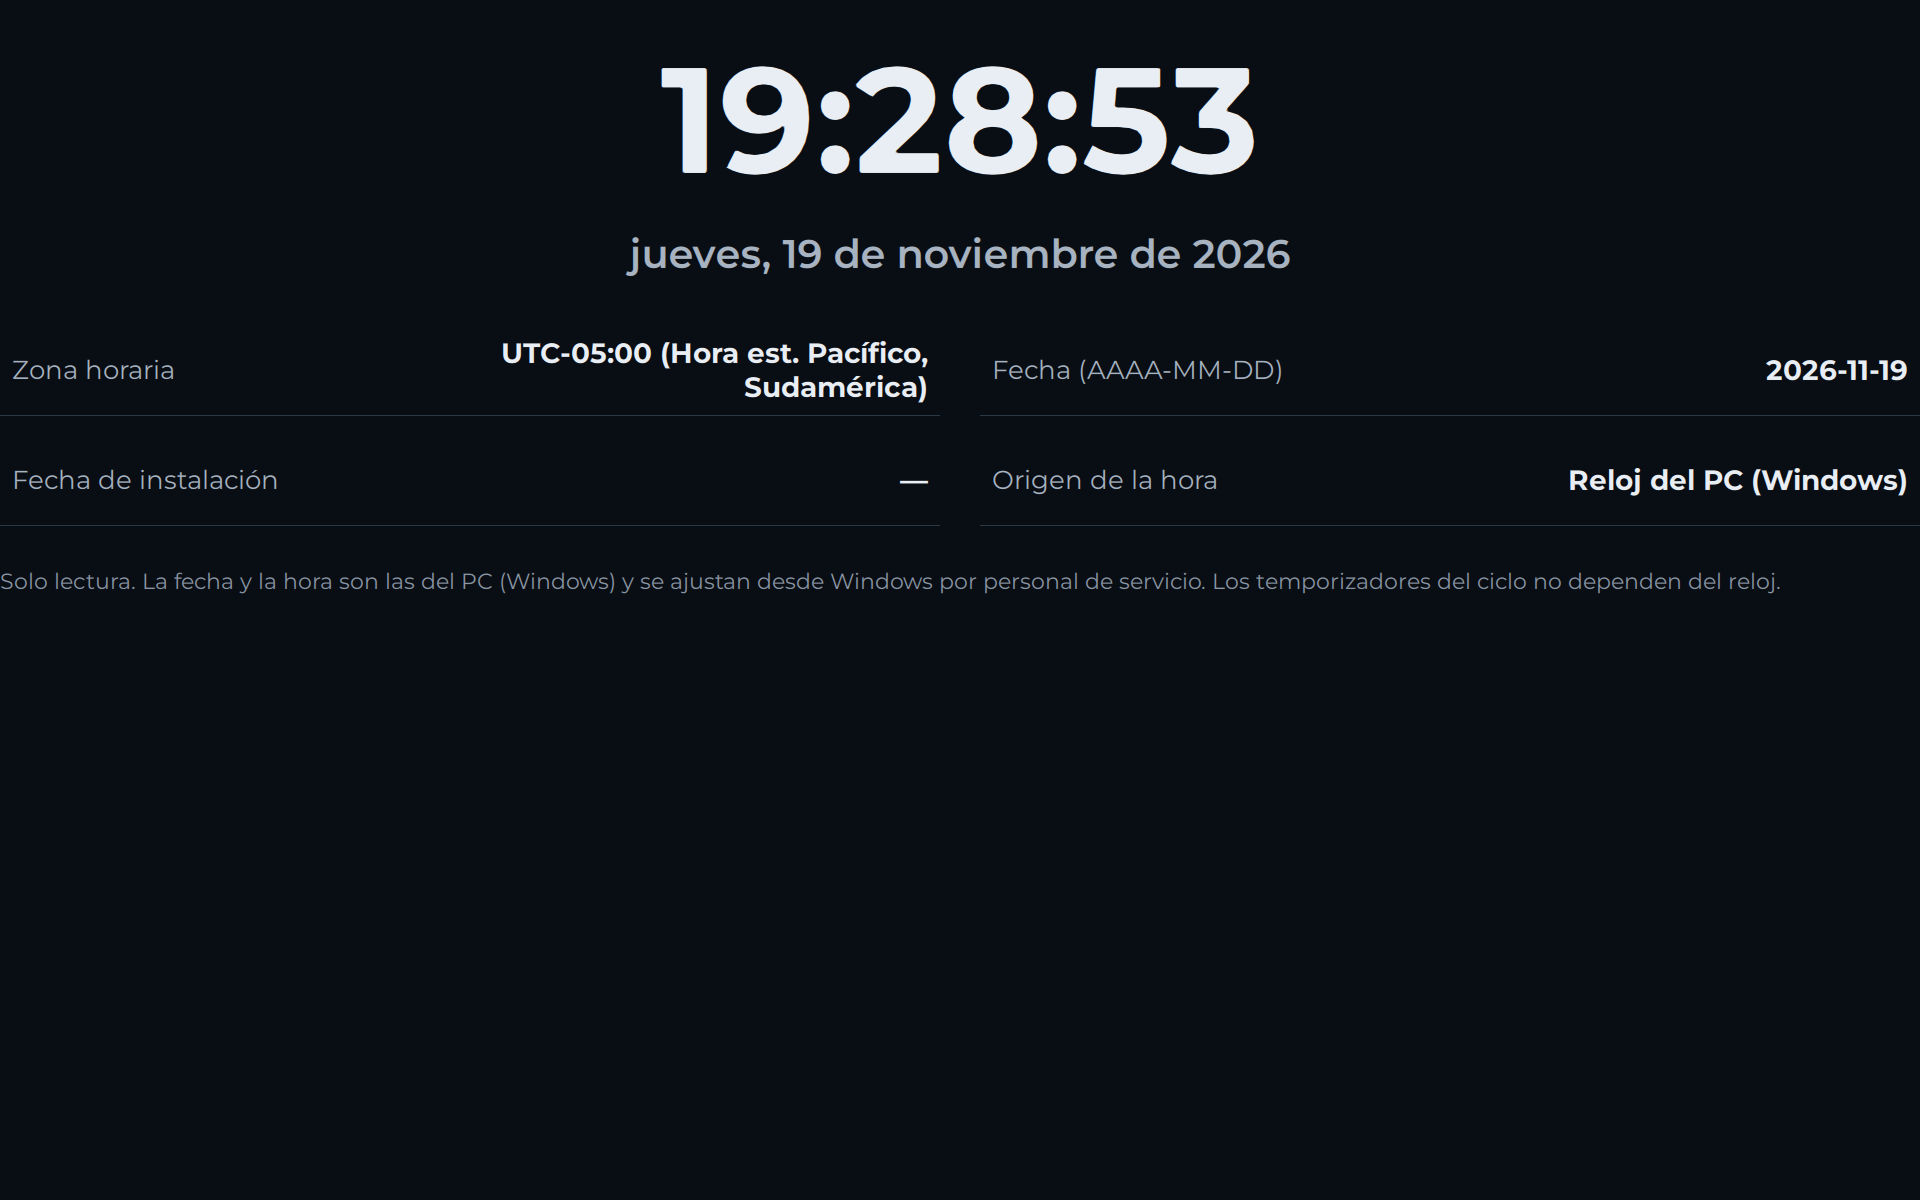 19:28:53
jueves, 19 de noviembre de 2026
Zona horaria
UTC-05:00 (Hora est. Pacífico,
Sudamérica)
Fecha (AAAA-MM-DD)
2026-11-19
Fecha de instalación
—
Origen de la hora
Reloj del PC (Windows)
Solo lectura. La fecha y la hora son las del PC (Windows) y se ajustan desde Windows por personal de servicio. Los temporizadores del ciclo no dependen del reloj.